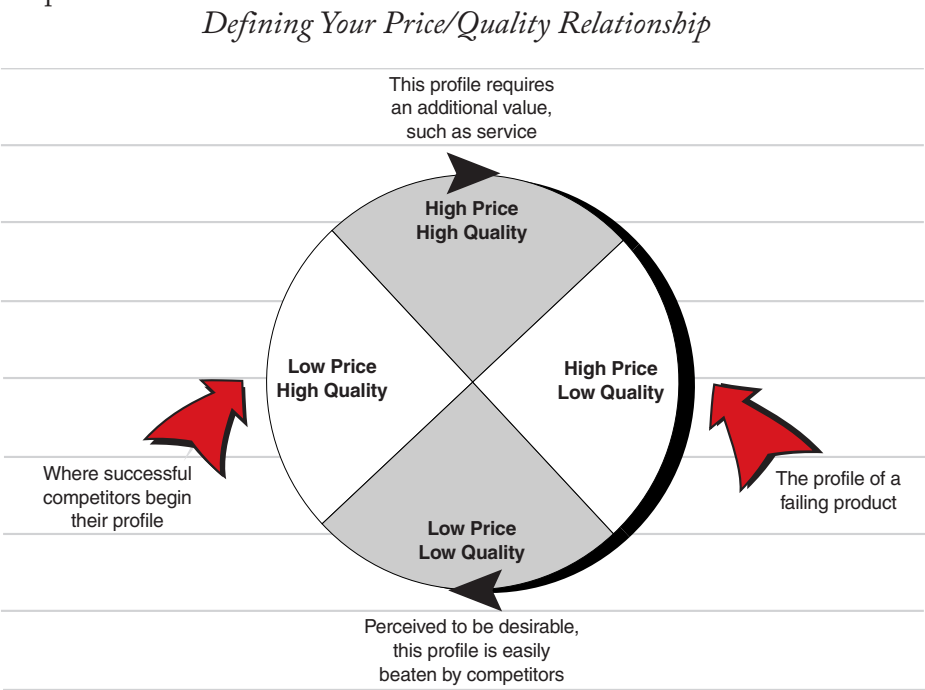 Defining Your Price/Quality Relationship
This profile requires
an additional value,
such as service
High Price
High Quality
Low Price
High Quality
High Price
Low Quality
Where successful
competitors begin
their profile
The profile of a
failing product
Low Price
Low Quality
Perceived to be desirable,
this profile is easily
beaten by competitors